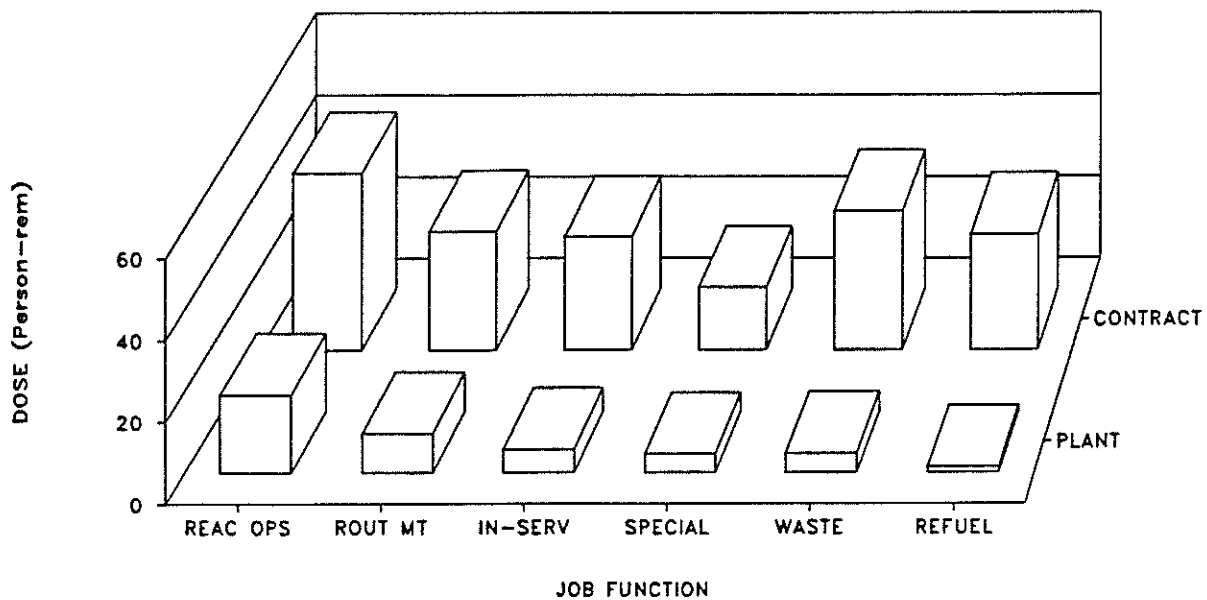 DOSE (Person-rem)
60
40
20
0
REAC OPS
ROUT MT
IN-SERV
SPECIAL
WASTE
REFUEL
JOB FUNCTION
CONTRACT
PLANT